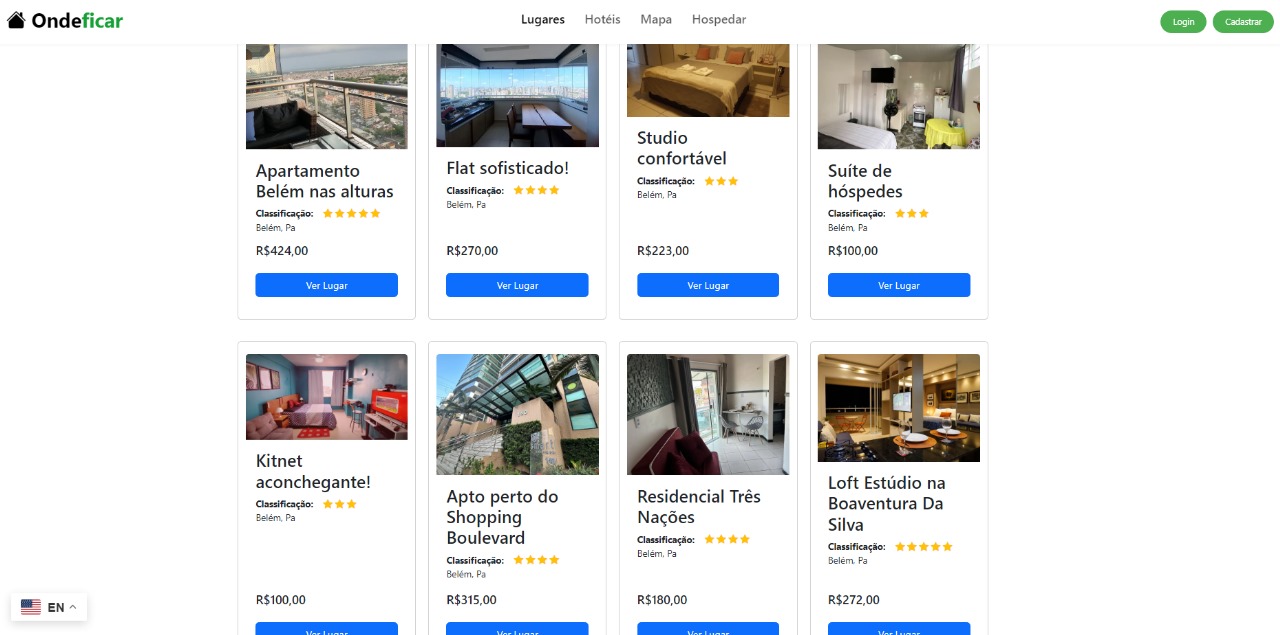 Ondeficar
Lugares Hotéis Mapa Hospedar
Login Cadastrar
Apartamento
Belém nas alturas
Classificação:
Belém, Pa
R$424,00
Ver Lugar
Flat sofisticado!
Classificação:
Belém, Pa
R$270,00
Ver Lugar
Studio
confortável
Classificação:
Belém, Pa
R$223,00
Ver Lugar
Suíte de
hóspedes
Classificação:
Belém, Pa
R$100,00
Ver Lugar
Kitnet
aconchegante!
Classificação:
Belém, Pa
R$100,00
Ver Lugar
Apto perto do
Shopping
Boulevard
Classificação:
Belém, Pa
R$315,00
Ver Lugar
Residencial Três
Nações
Classificação:
Belém, Pa
R$180,00
Ver Lugar
Loft Estúdio na
Boaventura Da
Silva
Classificação:
Belém, Pa
R$272,00
Ver Lugar
EN